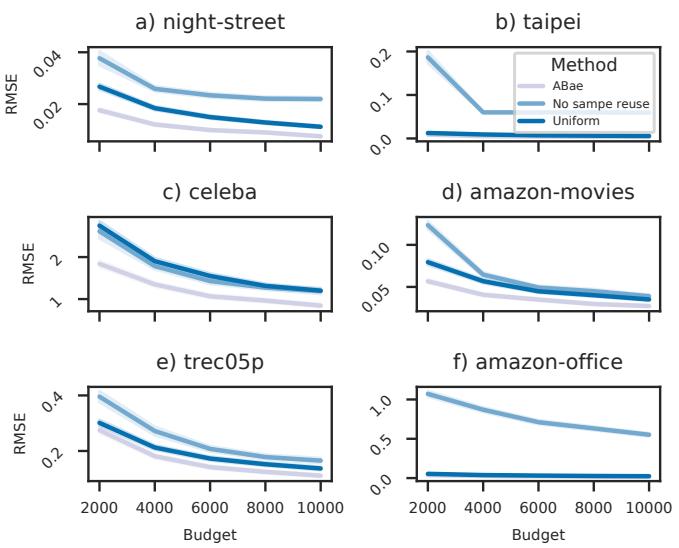 a) night-street
b) taipei
0.04
0.02
RMSE
0.2
0.1
0.0
Method
ABae
No sampe reuse
Uniform
c) celeba
d) amazon-movies
2
1
RMSE
0.10
0.05
e) trec05p
f) amazon-office
0.4
0.2
RMSE
1.0
0.5
0.0
2000 4000 6000 8000 10000
2000 4000 6000 8000 10000
Budget
Budget